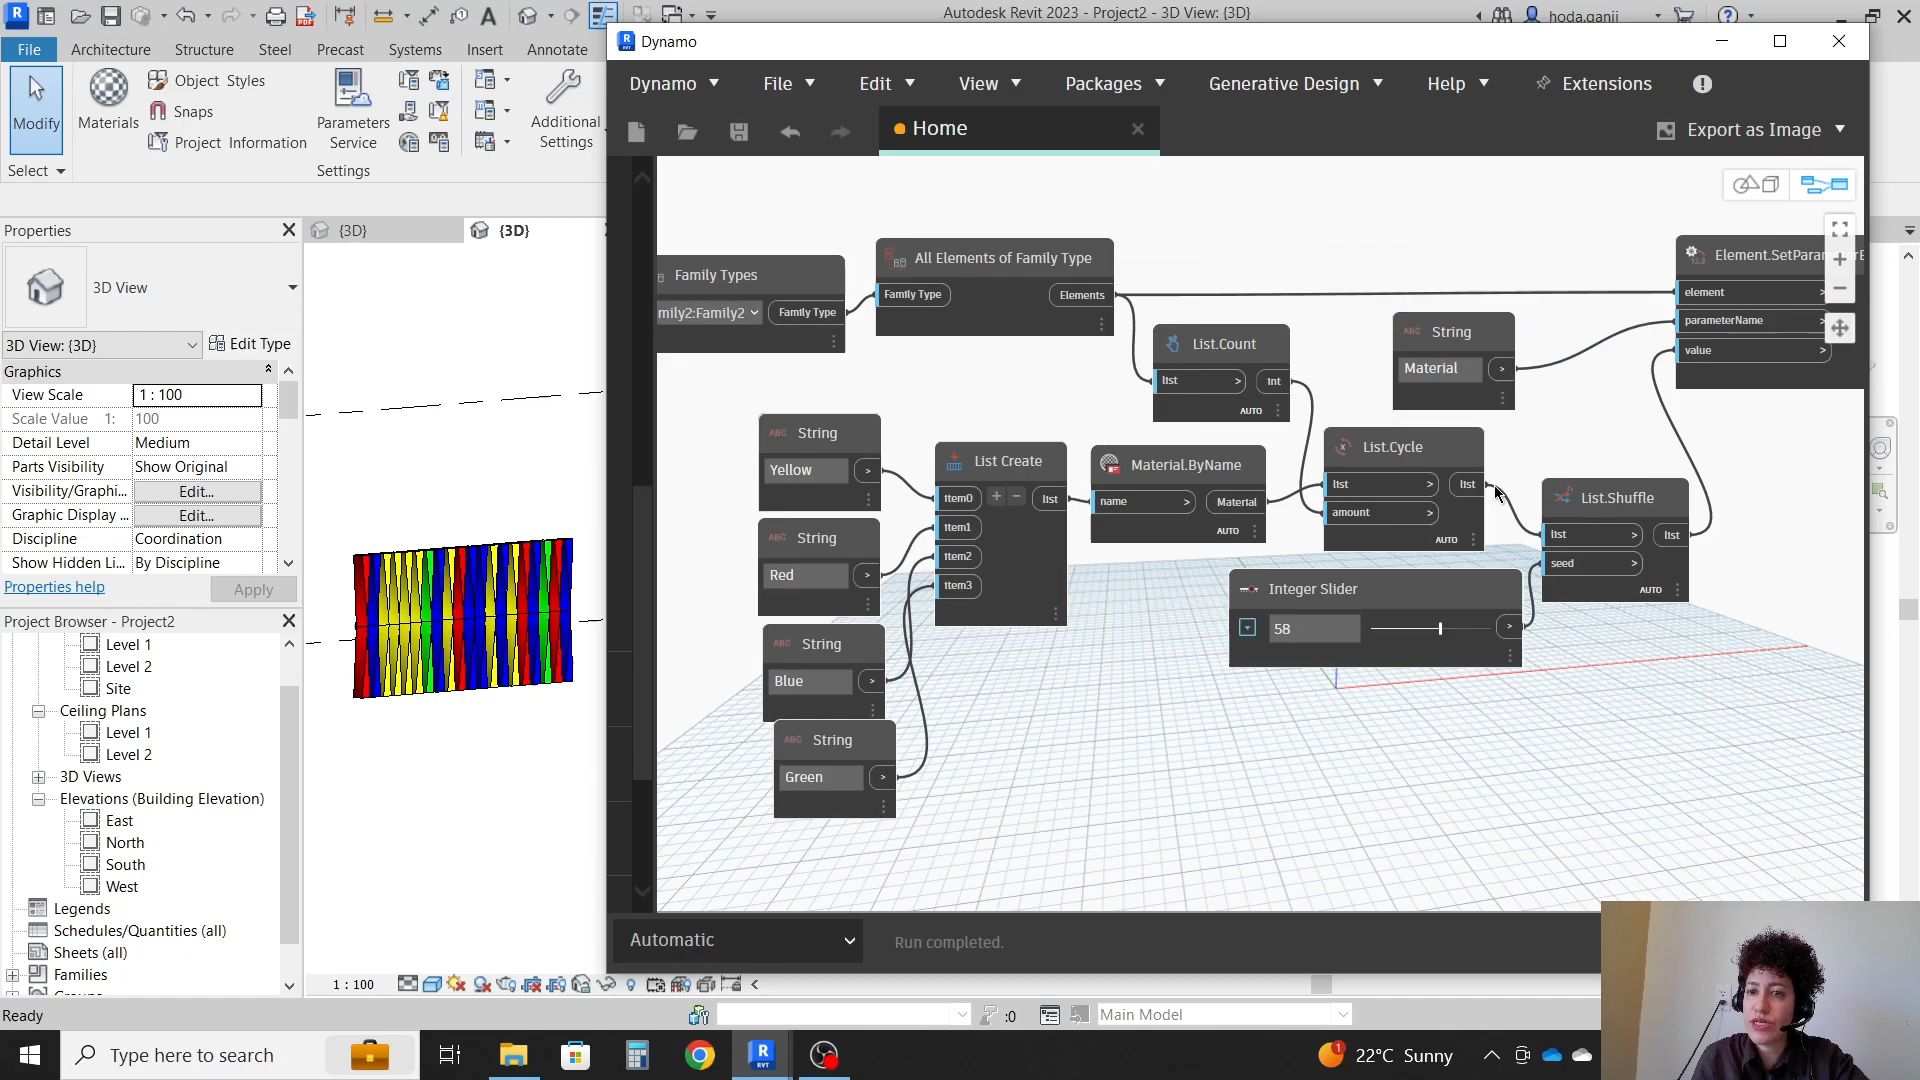 Autodesk Revit 2023 - Project2 - 3D View: {3D}
hoda.ganji
File Architecture Structure Steel Precast Systems Insert Annotate
Modify
Materials
Object Styles
Snaps
Project Information
Parameters
Service
Additional
Settings
Select
Settings
Properties
{3D}
{3D}
3D View
3D View: {3D}
Edit Type
Graphics
View Scale 1 : 100
Scale Value 1: 100
Detail Level Medium
Parts Visibility Show Original
Visibility/Graphi... Edit...
Graphic Display ... Edit...
Discipline Coordination
Show Hidden Li... By Discipline
Properties help
Apply
Project Browser - Project2
Level 1
Level 2
Site
Ceiling Plans
Level 1
Level 2
3D Views
Elevations (Building Elevation)
East
North
South
West
Legends
Schedules/Quantities (all)
Sheets (all)
Families
Dynamo
Dynamo File Edit View Packages Generative Design Help Extensions
Home
Export as Image
Family Types
mily2:Family2
Family Type
All Elements of Family Type
Family Type
Elements
List.Count
list > Int
AUTO
ABC String
Material >
Element.SetParam
element >
parameterName >
value >
ABC String
Yellow >
ABC String
Red >
ABC String
Blue >
ABC String
Green >
List Create
Item0 + - list
Item1
Item2
Item3
Material.ByName
name > Material
AUTO
List.Cycle
list > list
amount >
AUTO
List.Shuffle
list > list
seed >
AUTO
Integer Slider
58 >
Automatic
Run completed.
1 : 100
Ready
:0
Main Model
Type here to search
22°C Sunny